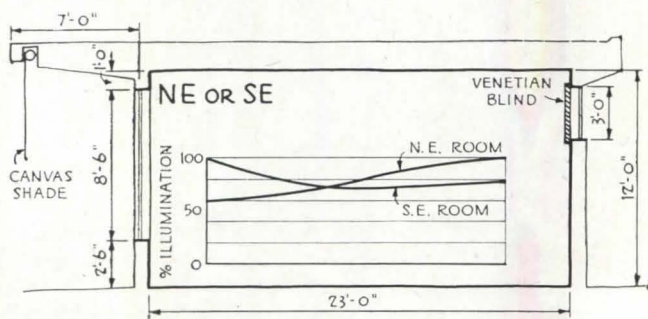 7'-0"
1'-0"
NE OR SE
VENETIAN
BLIND
3'-0"
N.E. ROOM
100
CANVAS
SHADE
8'-6"
% ILLUMINATION
50
S.E. ROOM
12'-0"
2'-6"
0
23'-0"